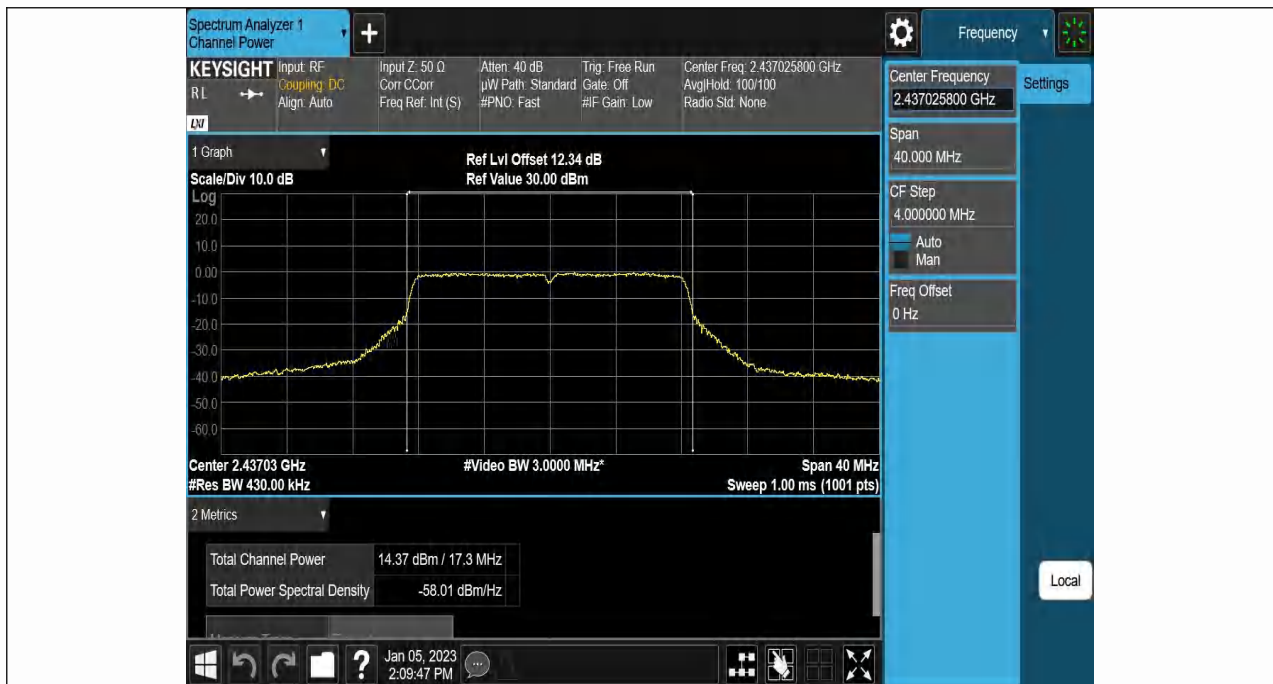 Spectrum Analyzer 1
Channel Power
+
Frequency
KEYSIGHT
RL
LXI
Input: RF
Coupling: DC
Align: Auto
Input Z: 50 Ω
Corr CCorr
Freq Ref: Int (S)
Atten: 40 dB
µW Path: Standard
#PNO: Fast
Trig: Free Run
Gate: Off
#IF Gain: Low
Center Freq: 2.437025800 GHz
Avg|Hold: 100/100
Radio Std: None
Center Frequency
2.437025800 GHz
Settings
Span
40.000 MHz
CF Step
4.000000 MHz
Auto
Man
Freq Offset
0 Hz
1 Graph
Scale/Div 10.0 dB
Ref Lvl Offset 12.34 dB
Ref Value 30.00 dBm
Log
20.0
10.0
0.00
-10.0
-20.0
-30.0
-40.0
-50.0
-60.0
Center 2.43703 GHz
#Res BW 430.00 kHz
#Video BW 3.0000 MHz*
Span 40 MHz
Sweep 1.00 ms (1001 pts)
2 Metrics
Total Channel Power 14.37 dBm / 17.3 MHz
Total Power Spectral Density -58.01 dBm/Hz
Local
?
Jan 05, 2023
2:09:47 PM